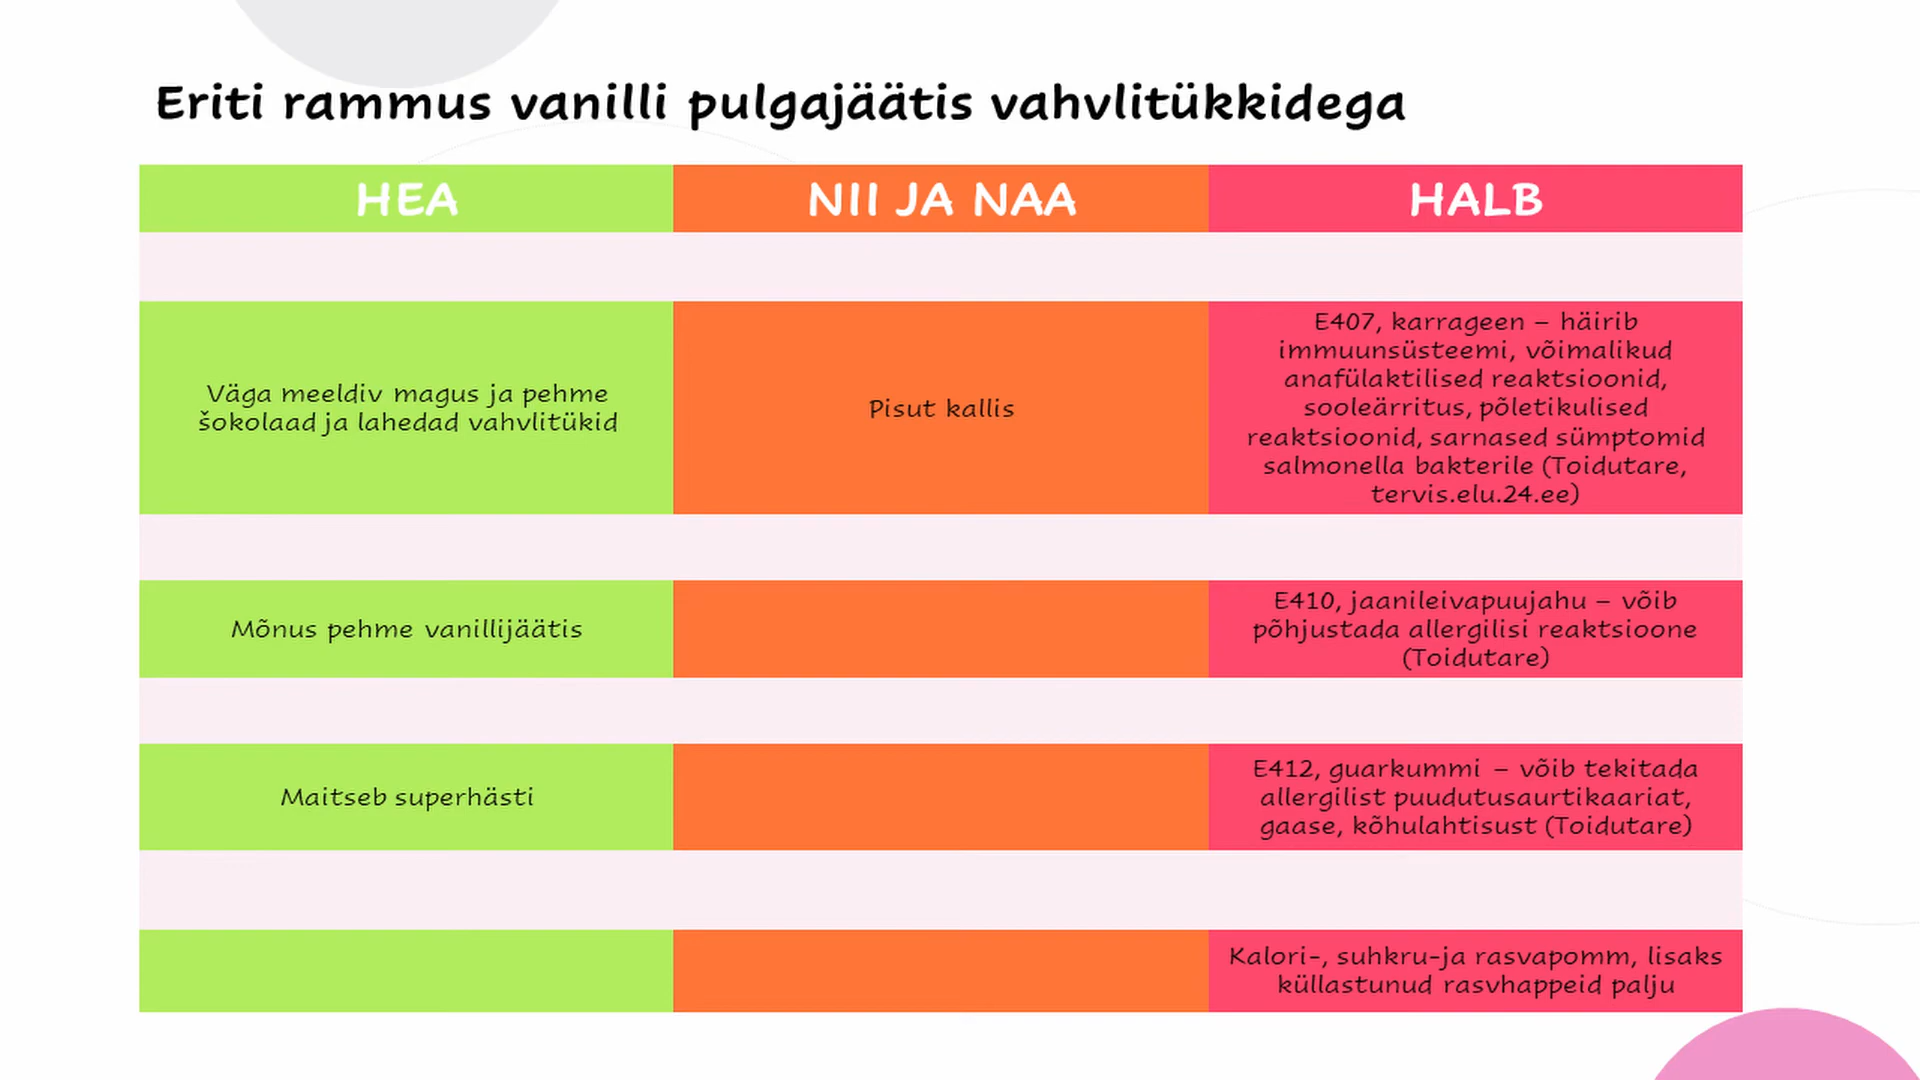 Eriti rammus vanilli pulgajäätis vahvlitükkidega
HEA
NII JA NAA
HALB
Väga meeldiv magus ja pehme
šokolaad ja lahedad vahvlitükid
Pisut kallis
E407, karrageen – häirib
immuunsüsteemi, võimalikud
anafülaktilised reaktsioonid,
sooleärritus, põletikulised
reaktsioonid, sarnased sümptomid
salmonella bakterile (Toidutare,
tervis.elu.24.ee)
Mõnus pehme vanillijäätis
E410, jaanileivapuujahu – võib
põhjustada allergilisi reaktsioone
(Toidutare)
Maitseb superhästi
E412, guarkummi – võib tekitada
allergilist puudutusaurtikaariat,
gaase, kõhulahtisust (Toidutare)
Kalori-, suhkru-ja rasvapomm, lisaks
küllastunud rasvhappeid palju